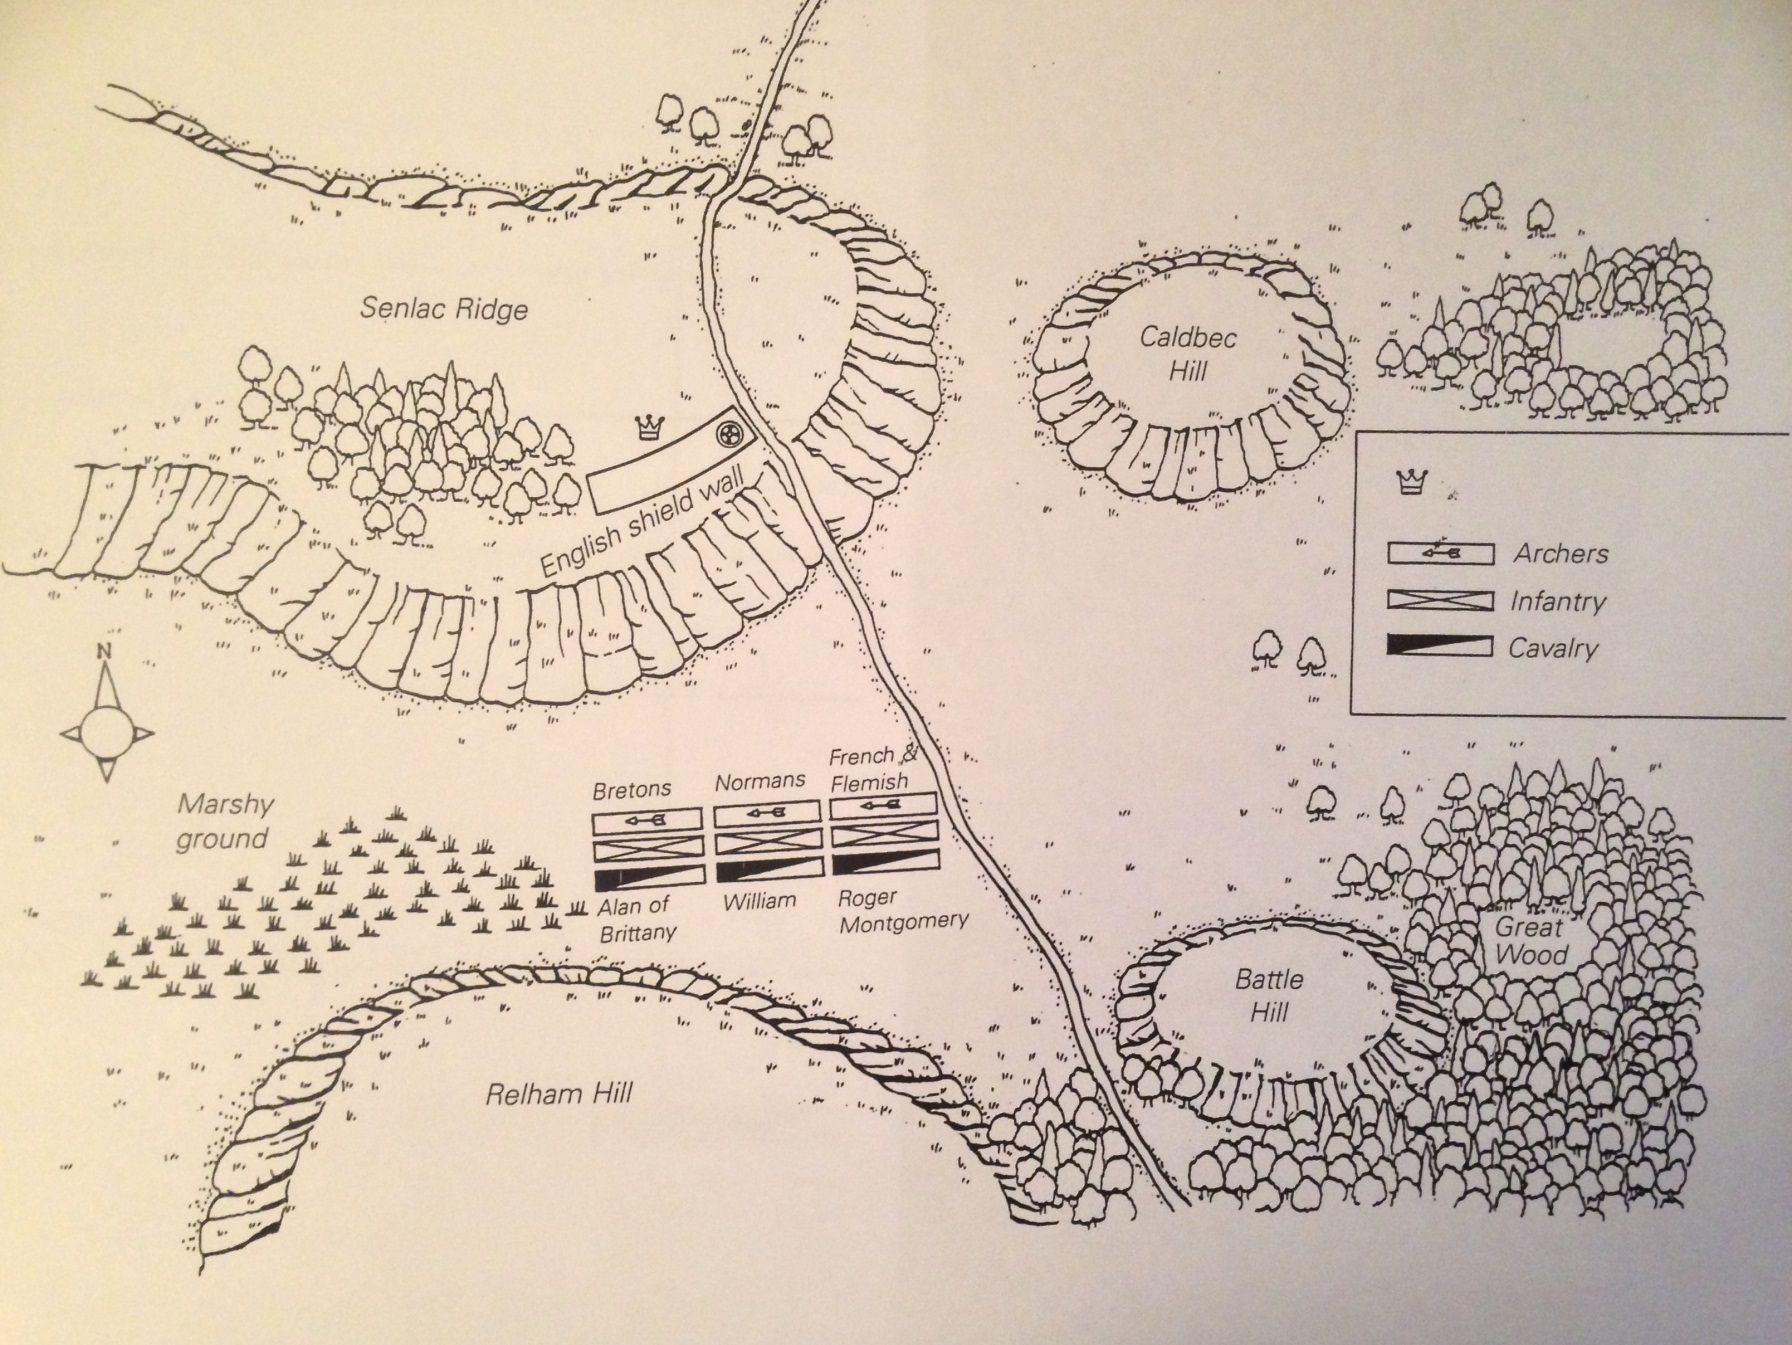 Senlac Ridge
Caldbec
Hill
English shield wall
Archers
Infantry
Cavalry
N
Marshy
ground
Bretons
Normans
French &
Flemish
Alan of
Brittany
William
Roger
Montgomery
Great
Wood
Battle
Hill
Relham Hill